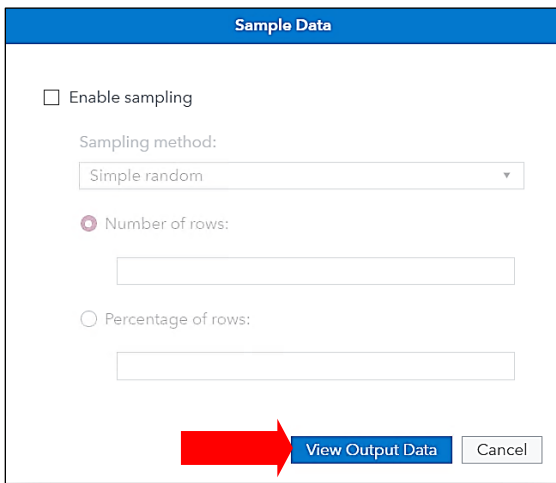 Sample Data
Enable sampling
Sampling method:
Simple random
Number of rows:
Percentage of rows:
View Output Data
Cancel